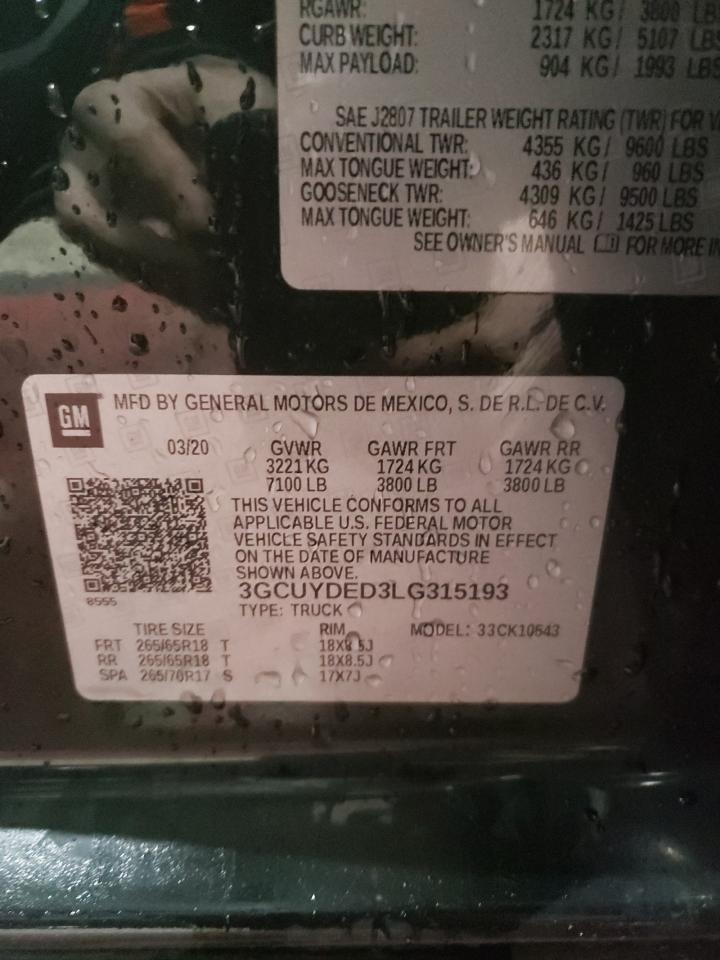 RGAWR: 1724 KG/ 3800 LBS
CURB WEIGHT: 2317 KG/ 5107 LBS
MAX PAYLOAD: 904 KG/ 1993 LBS
SAE J2807 TRAILER WEIGHT RATING (TWR) FOR
CONVENTIONAL TWR: 4355 KG/ 9600 LBS
MAX TONGUE WEIGHT: 436 KG/ 960 LBS
GOOSENECK TWR: 4309 KG/ 9500 LBS
MAX TONGUE WEIGHT: 646 KG/ 1425 LBS
SEE OWNER'S MANUAL FOR MORE
GM MFD BY GENERAL MOTORS DE MEXICO, S. DE R.L. DE C.V.
03/20 GVWR GAWR FRT GAWR RR
3221 KG 1724 KG 1724 KG
7100 LB 3800 LB 3800 LB
THIS VEHICLE CONFORMS TO ALL
APPLICABLE U.S. FEDERAL MOTOR
VEHICLE SAFETY STANDARDS IN EFFECT
ON THE DATE OF MANUFACTURE
SHOWN ABOVE.
3GCUYDED3LG315193
8555
TYPE: TRUCK
TIRE SIZE RIM MODEL: 33CK10543
FRT 265/65R18 T 18X8.5J
RR 265/65R18 T 18X8.5J
SPA 265/70R17 S 17X7J